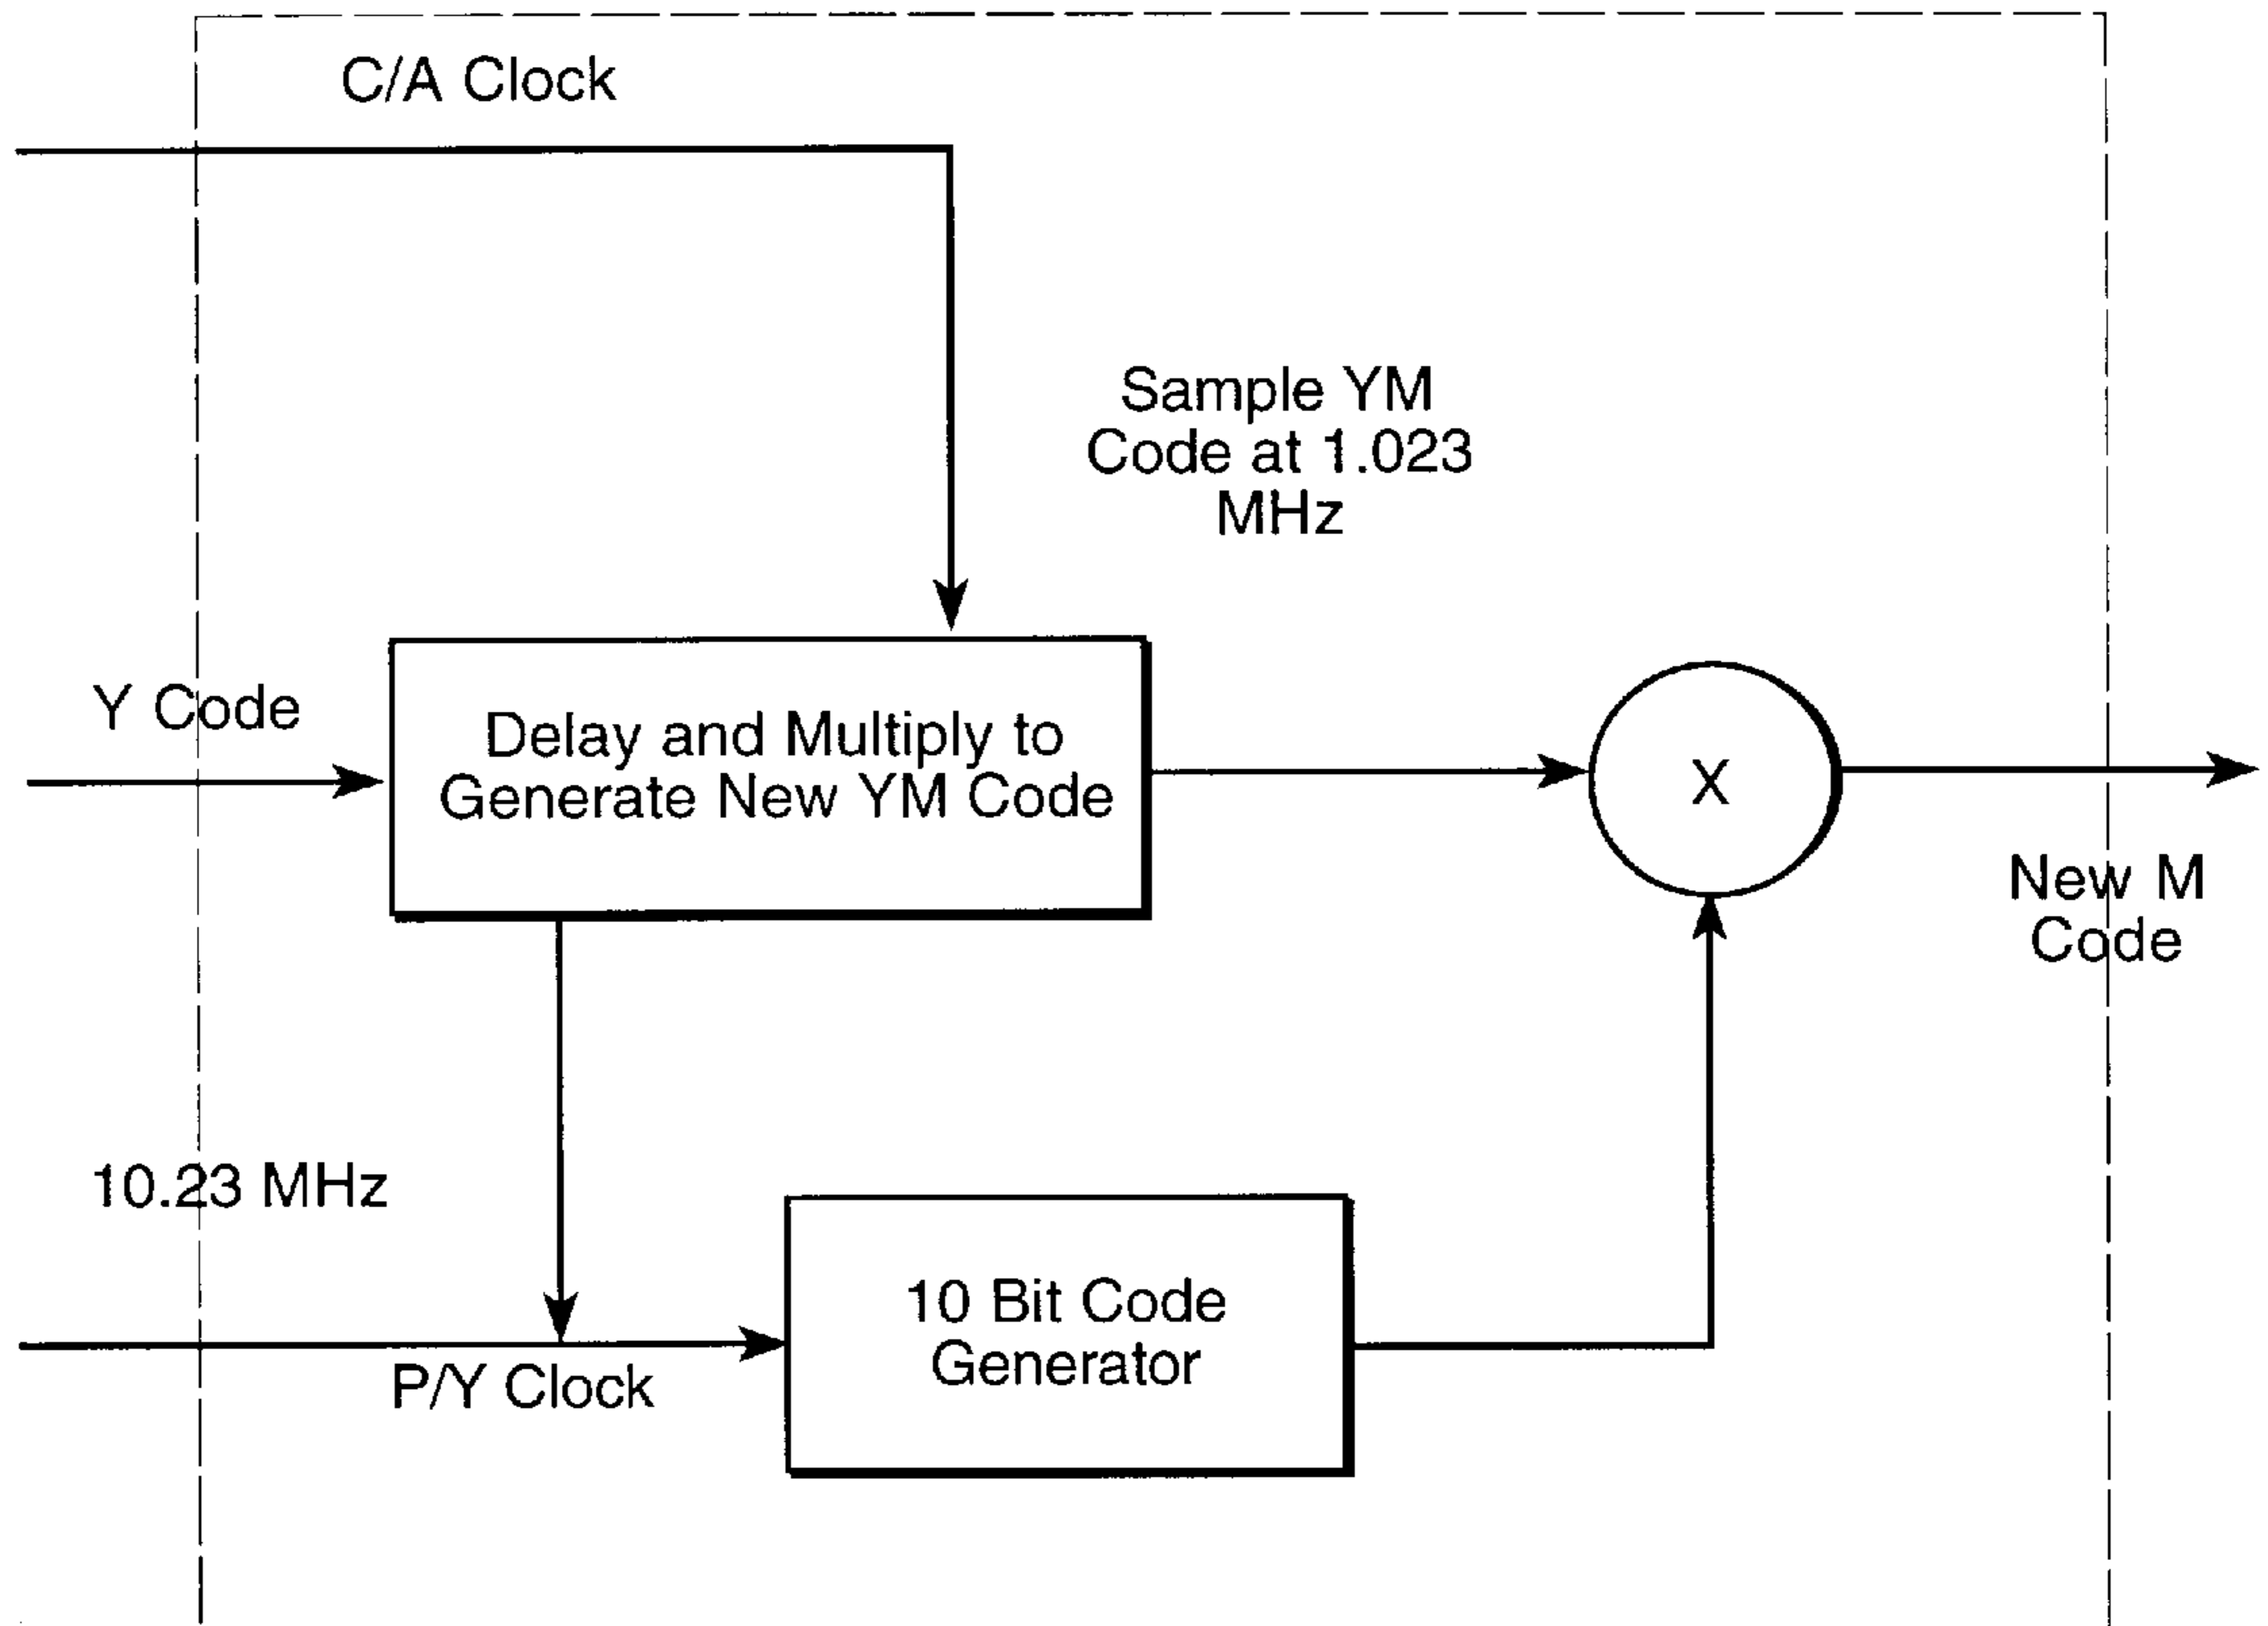 C/A Clock
Sample YM
Code at 1.023
MHz
Y Code
Delay and Multiply to
Generate New YM Code
X
New M
Code
10.23 MHz
10 Bit Code
Generator
P/Y Clock